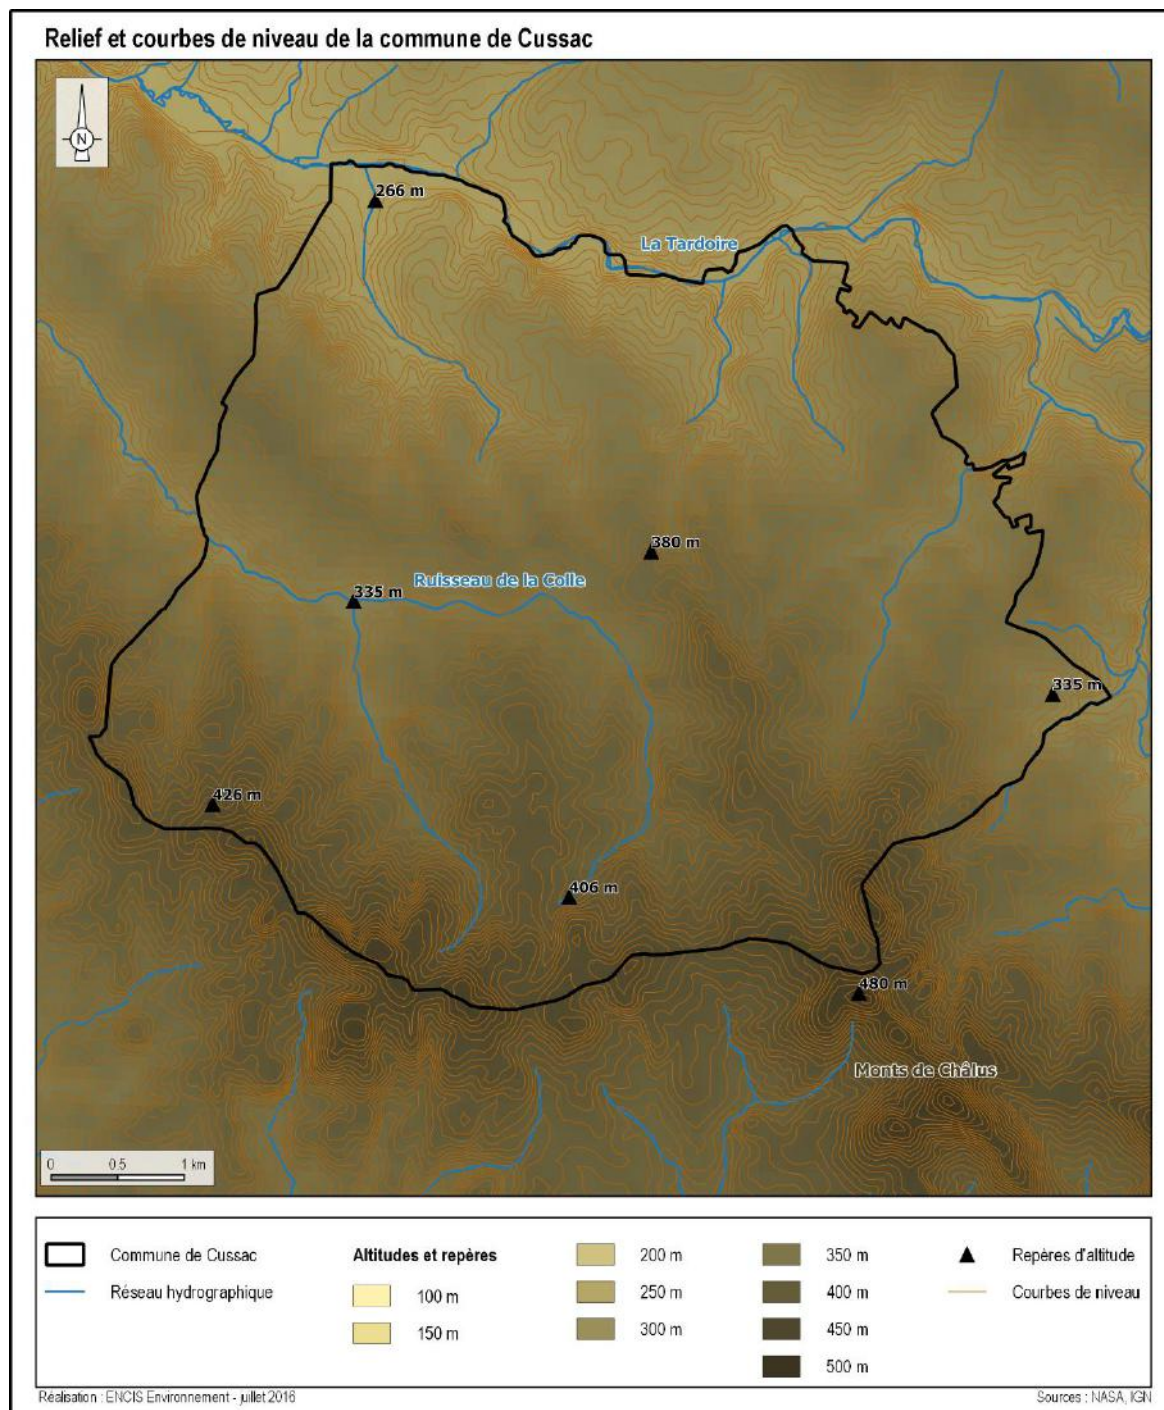 Relief et courbes de niveau de la commune de Cussac
N
266 m
La Tardoire
380 m
Ruisseau de la Colle
335 m
335 m
426 m
406 m
480 m
Monts de Châlus
0 0.5 1 km
Commune de Cussac
Réseau hydrographique
Altitudes et repères
100 m
150 m
200 m
250 m
300 m
350 m
400 m
450 m
500 m
Repères d'altitude
Courbes de niveau
Réalisation : ENCIS Environnement - juillet 2016
Sources : NASA, IGN